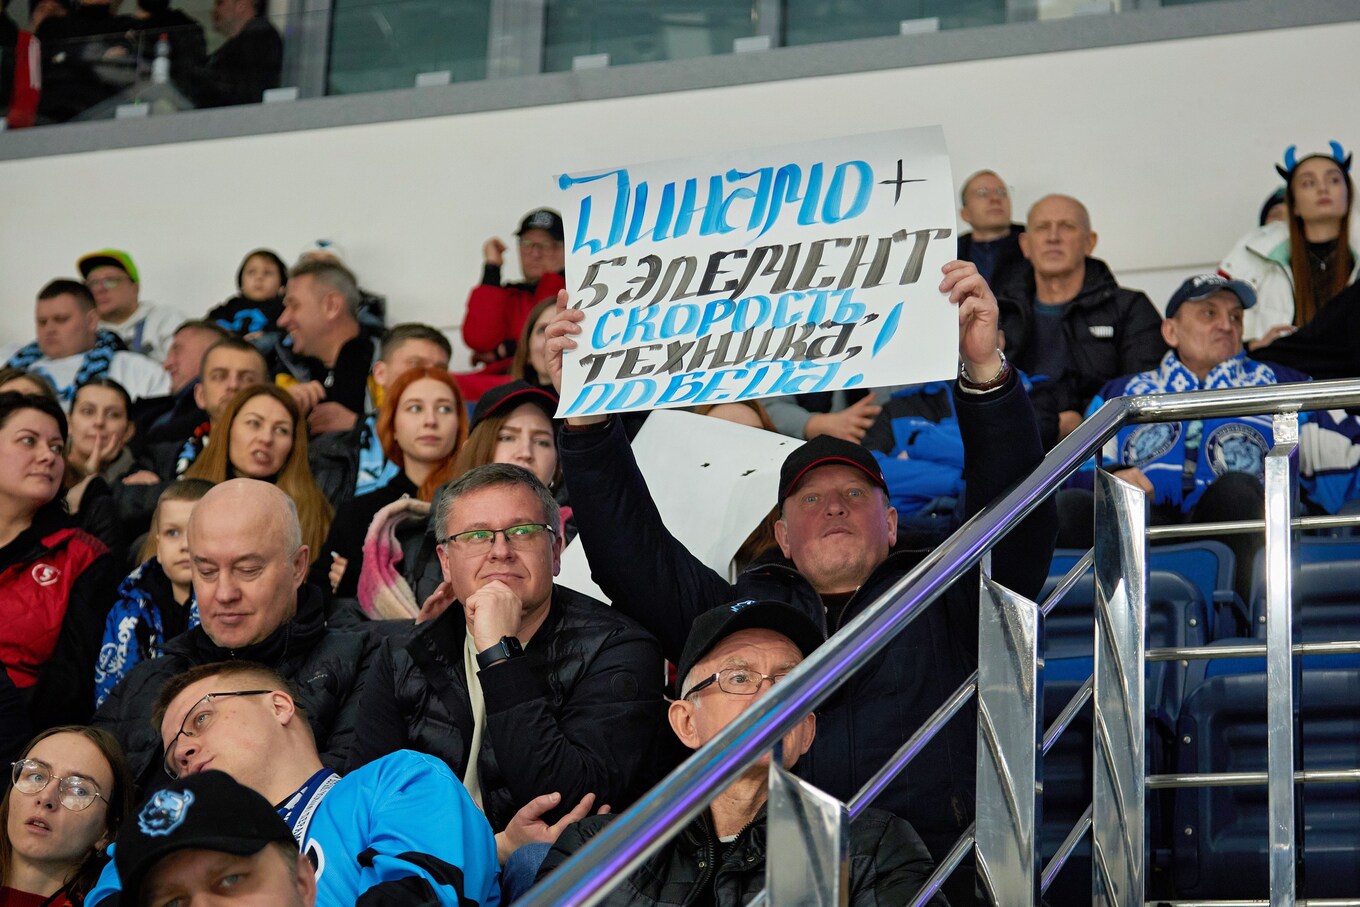 ДИНАМО +
5 ЭЛЕМЕНТ
СКОРОСТЬ
ТЕХНИКА,
ПОБЕДА!